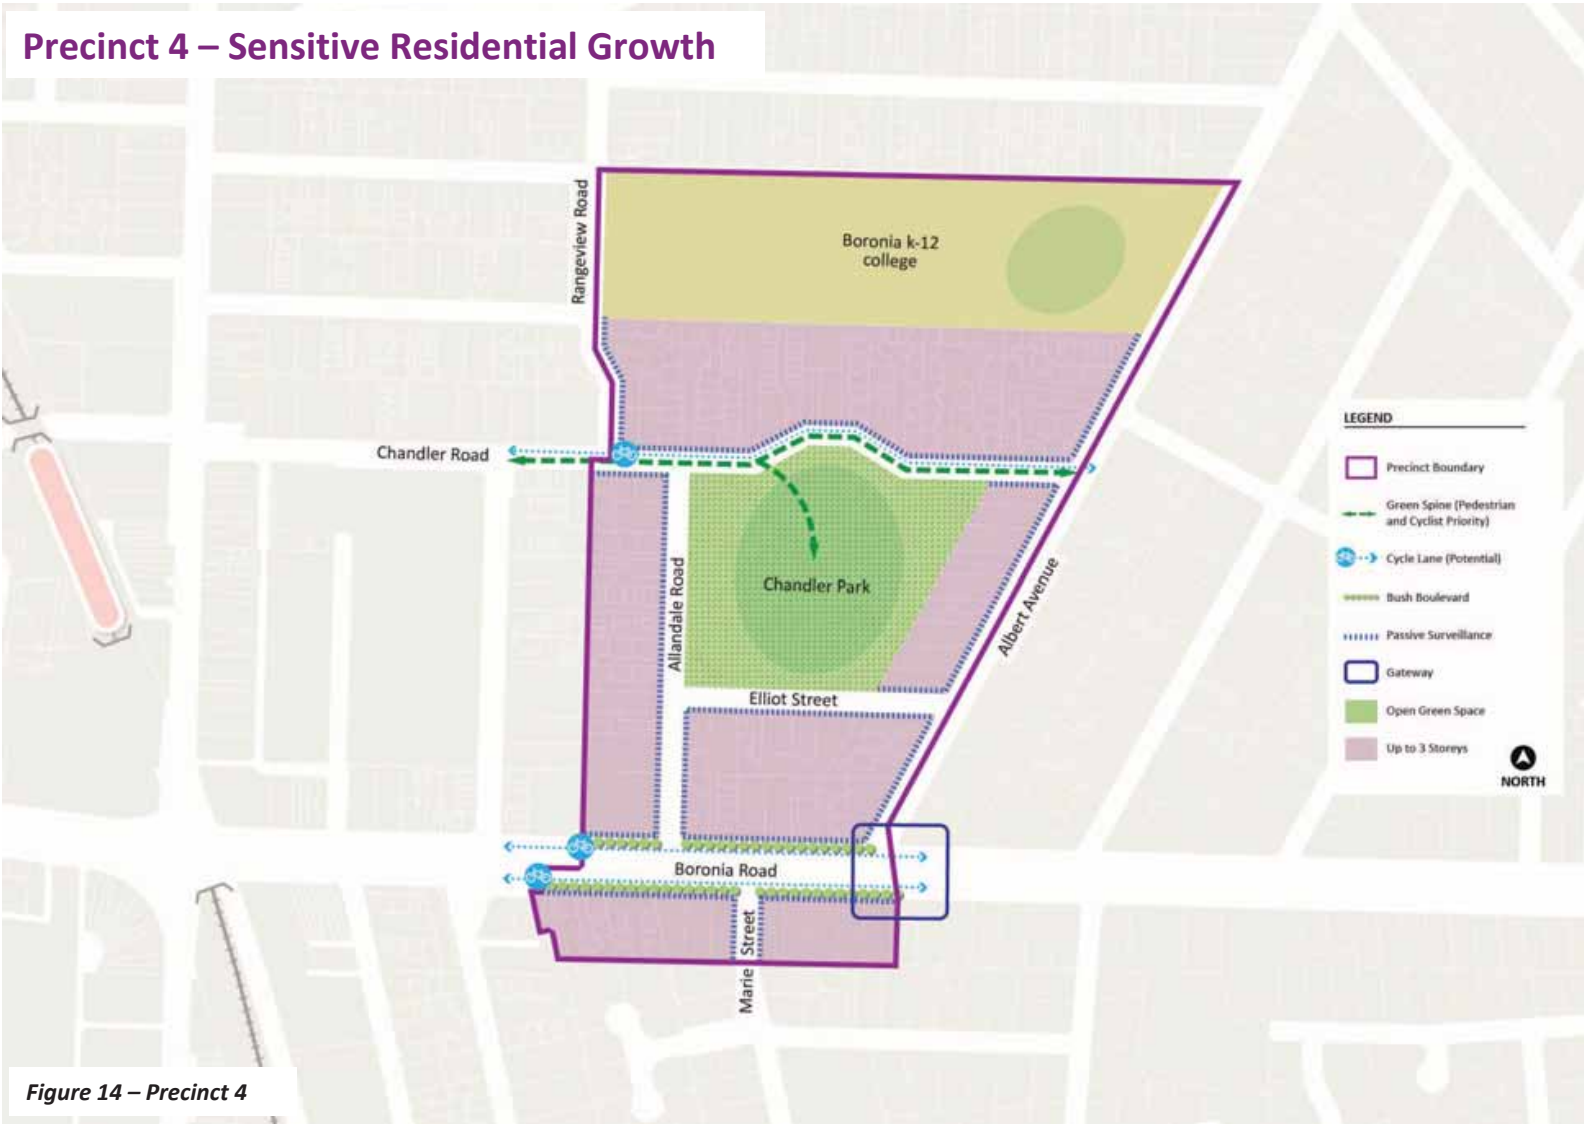 Precinct 4 – Sensitive Residential Growth
Rangeview Road
Boronia k-12
college
LEGEND
Precinct Boundary
Green Spine (Pedestrian
and Cyclist Priority)
Cycle Lane (Potential)
Bush Boulevard
Passive Surveillance
Gateway
Open Green Space
Up to 3 Storeys
NORTH
Chandler Road
Allandale Road
Chandler Park
Albert Avenue
Elliot Street
Boronia Road
Marie Street
Figure 14 – Precinct 4